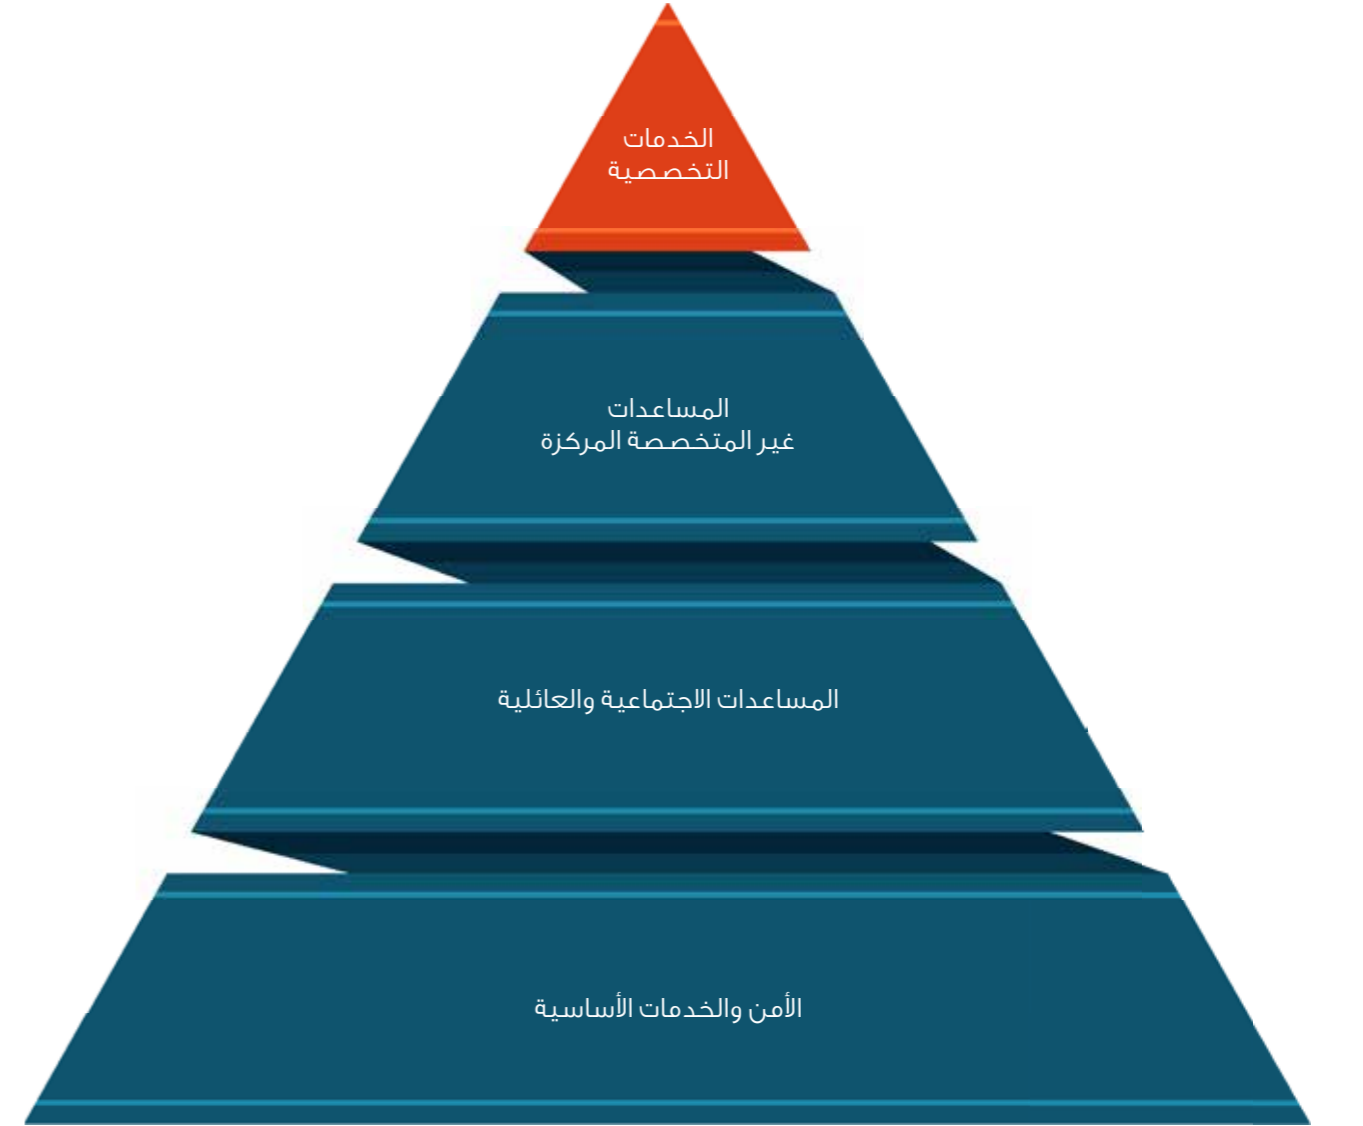 الخدمات
التخصصية
المساعدات
غير المتخصصة المركزة
المساعدات الاجتماعية والعائلية
الأمن والخدمات الأساسية